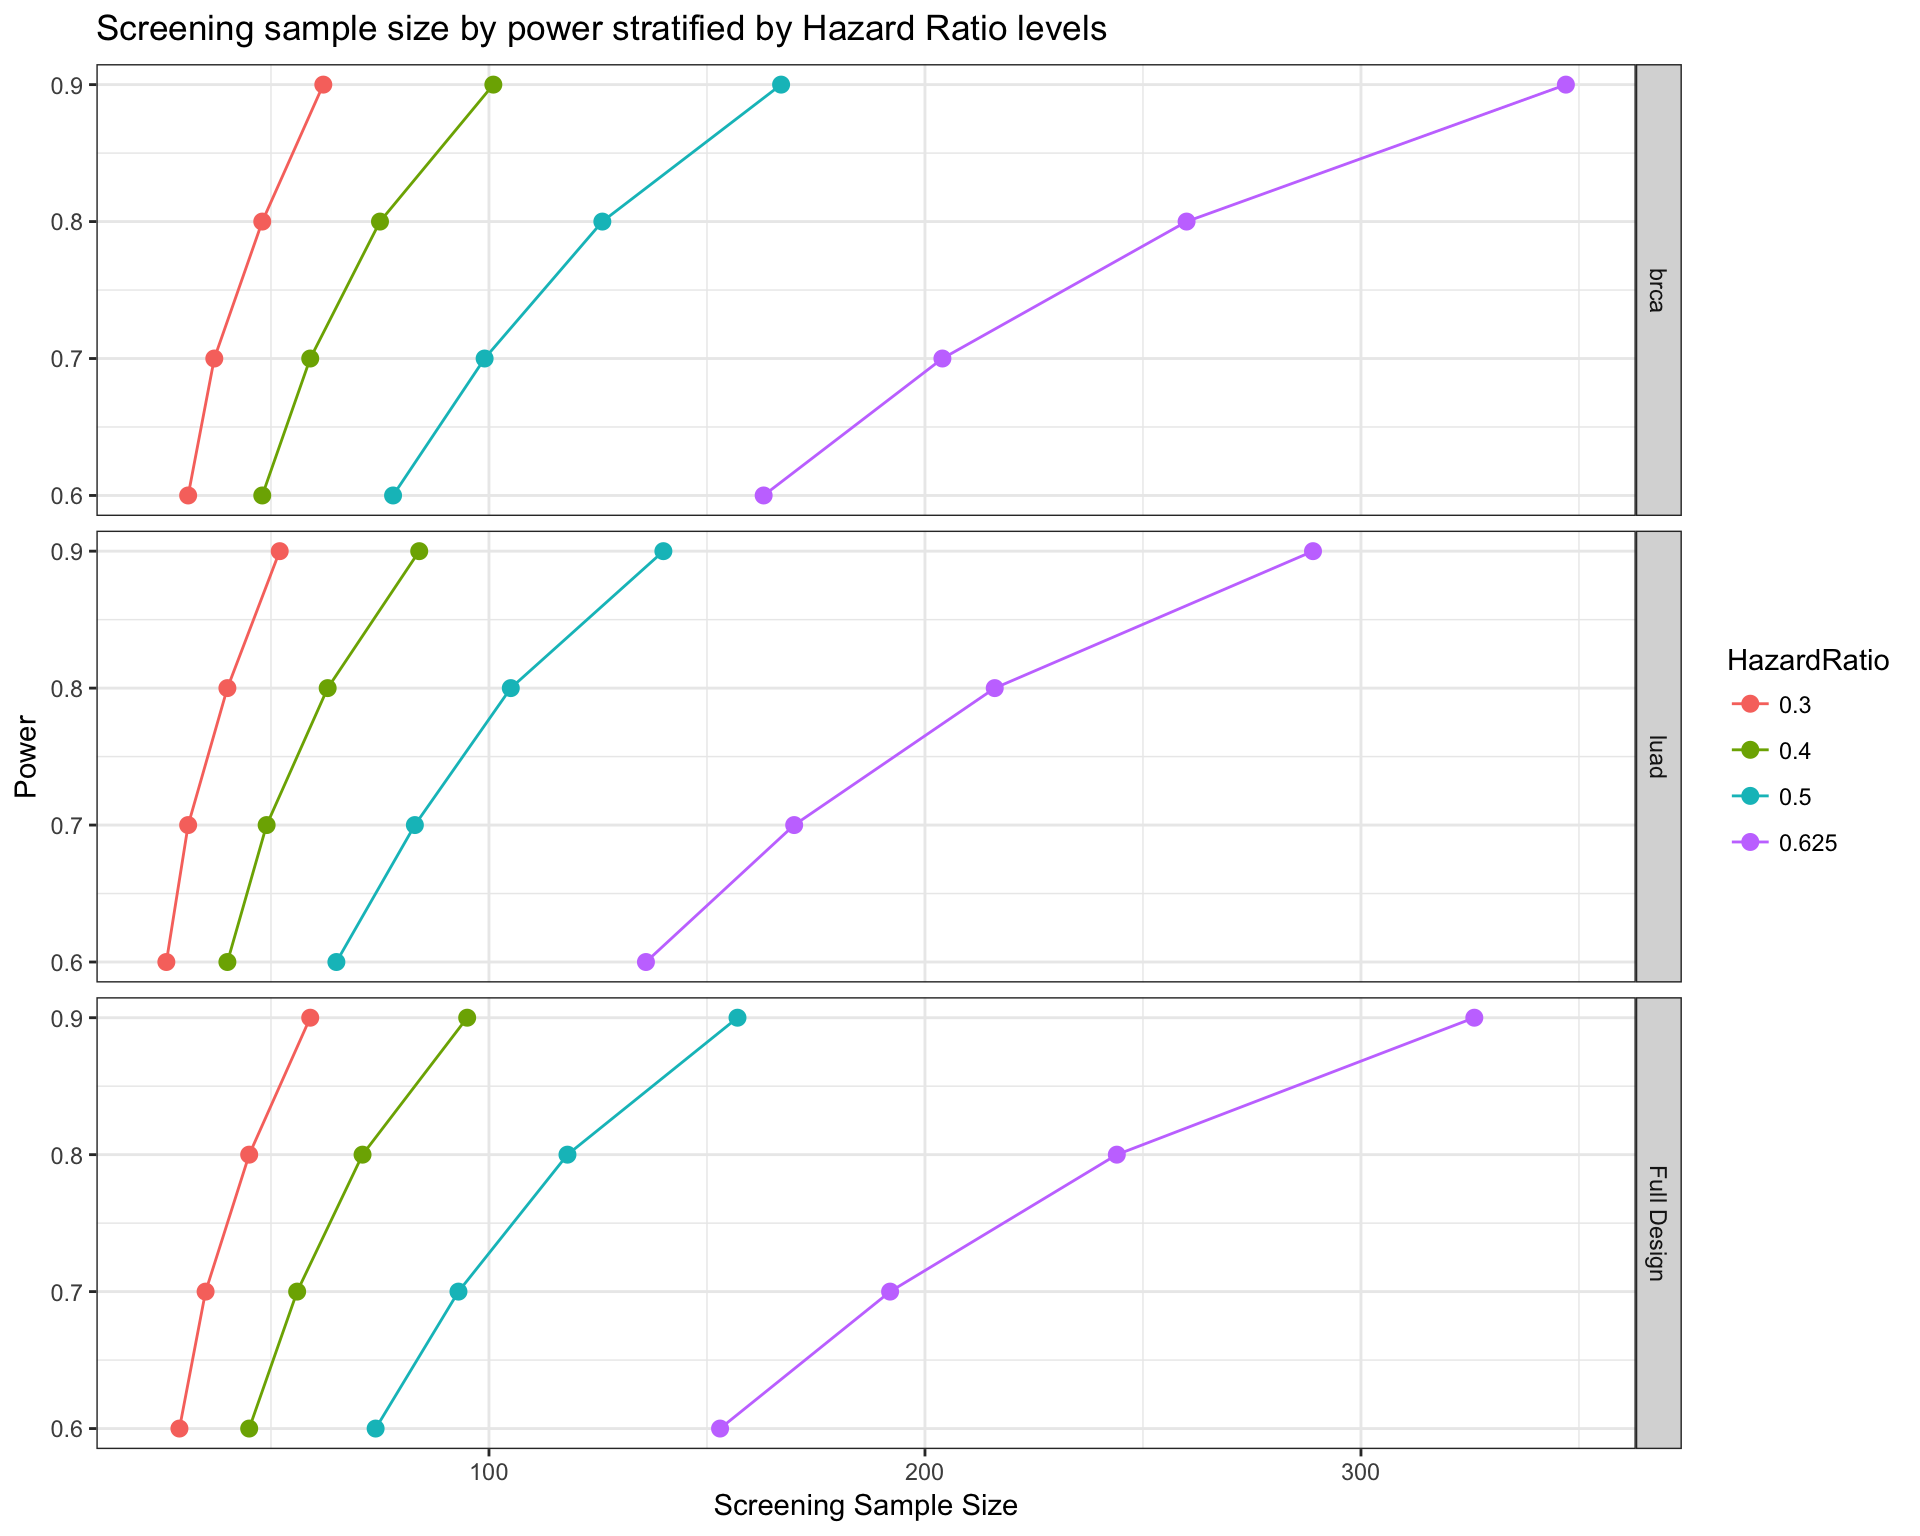 Screening sample size by power stratified by Hazard Ratio levels
0.9
0.8
0.7
0.6
brca
0.9
0.8
0.7
0.6
luad
0.9
0.8
0.7
0.6
Full Design
Power
100
200
300
Screening Sample Size
HazardRatio
0.3
0.4
0.5
0.625